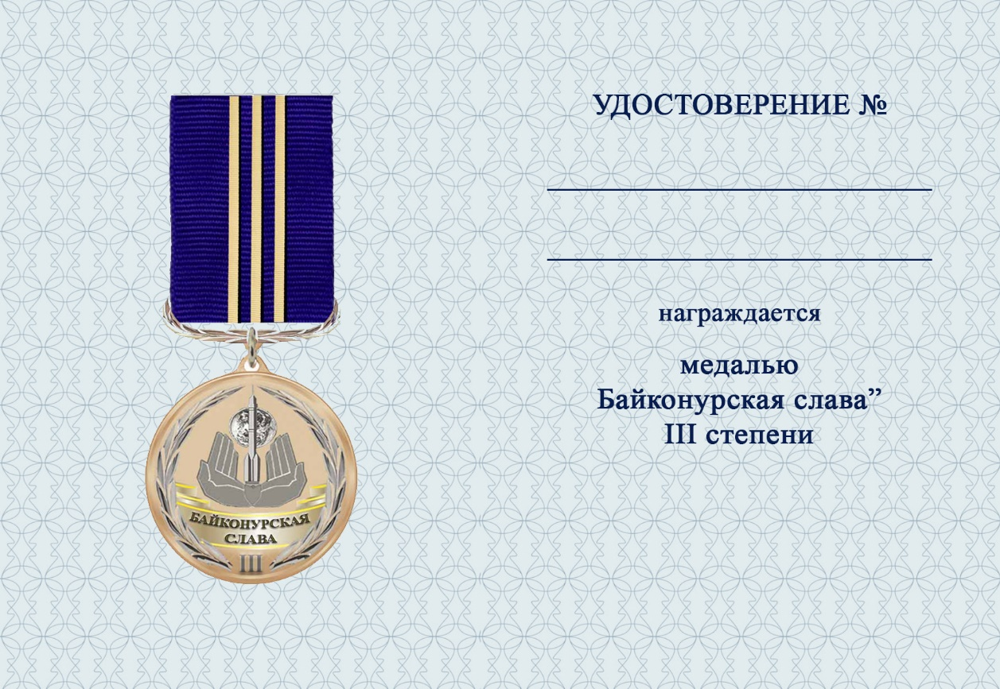 БАЙКОНУРСКАЯ
СЛАВА
III
УДОСТОВЕРЕНИЕ №
награждается
медалью
Байконурская слава”
III степени